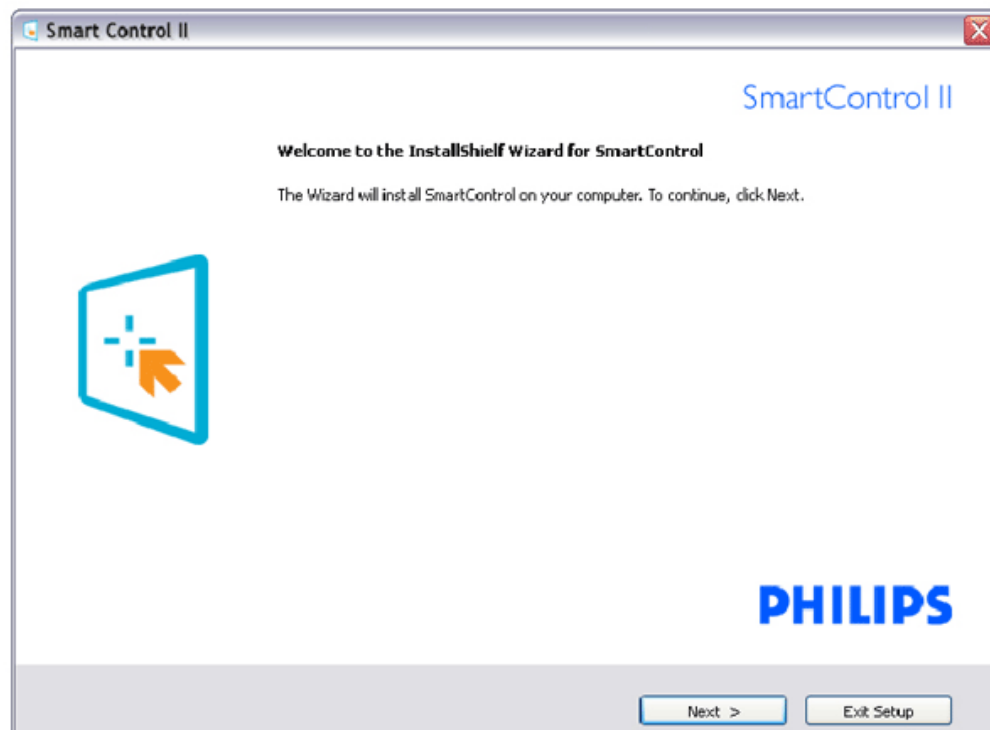 Smart Control II
SmartControl II
Welcome to the InstallShielf Wizard for SmartControl
The Wizard will install SmartControl on your computer. To continue, click Next.
PHILIPS
Next >
Exit Setup